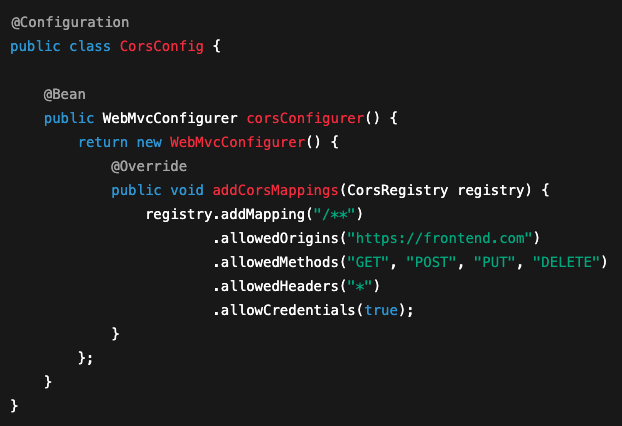 @Configuration
public class CorsConfig {
@Bean
public WebMvcConfigurer corsConfigurer() {
return new WebMvcConfigurer() {
@Override
public void addCorsMappings(CorsRegistry registry) {
registry.addMapping("/**")
.allowedOrigins("https://frontend.com")
.allowedMethods("GET", "POST", "PUT", "DELETE")
.allowedHeaders("*")
.allowCredentials(true);
}
};
}
}